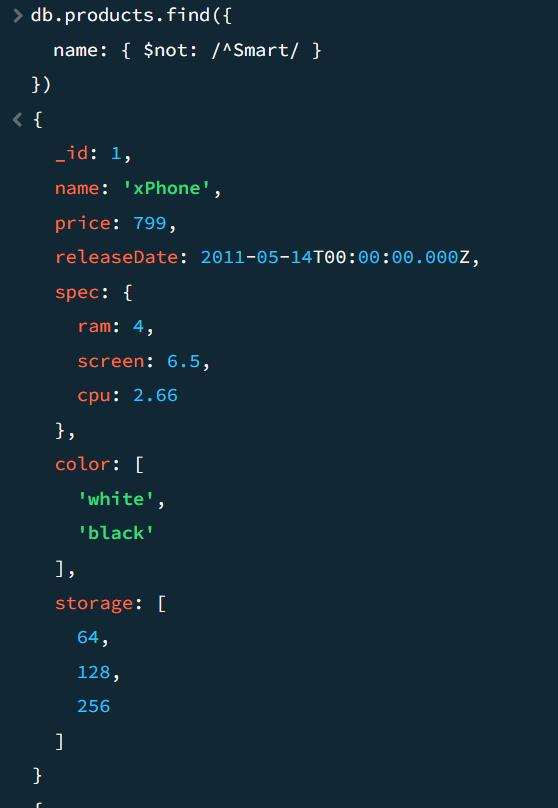 > db.products.find({
name: { $not: /^Smart/ }
})
< {
_id: 1,
name: 'xPhone',
price: 799,
releaseDate: 2011-05-14T00:00:00.000Z,
spec: {
ram: 4,
screen: 6.5,
cpu: 2.66
},
color: [
'white',
'black'
],
storage: [
64,
128,
256
]
}
{